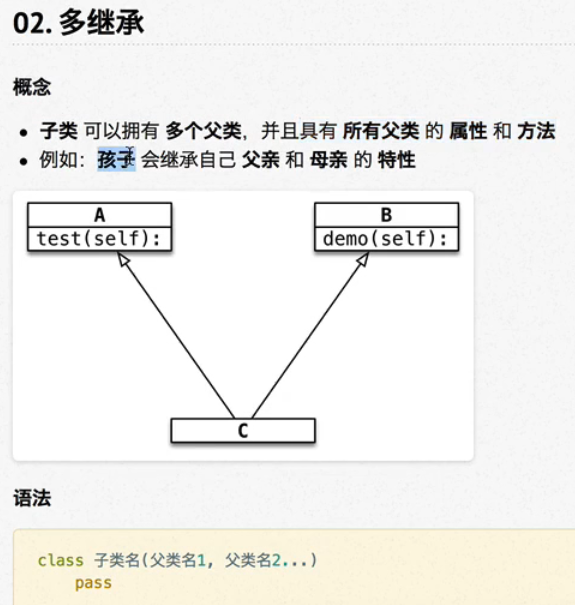 02. 多继承
概念
• 子类 可以拥有 多个父类，并且具有 所有父类 的 属性 和 方法
• 例如：孩子 会继承自己 父亲 和 母亲 的 特性
A
test(self):
B
demo(self):
C
语法
class 子类名(父类名1, 父类名2...)
    pass